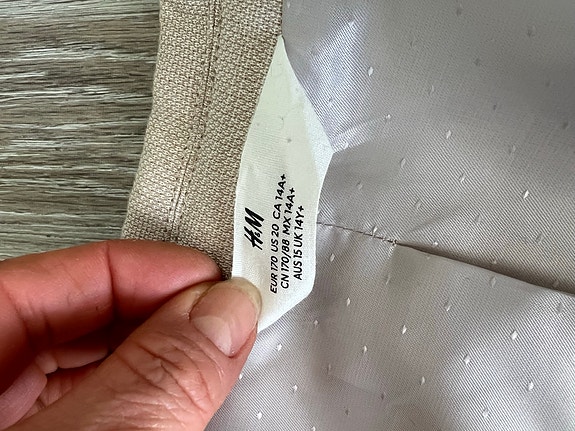 H&M
EUR 170 US 20 CA 14A+
CN 170/88 MX 14A+
AUS 15 UK 14Y+